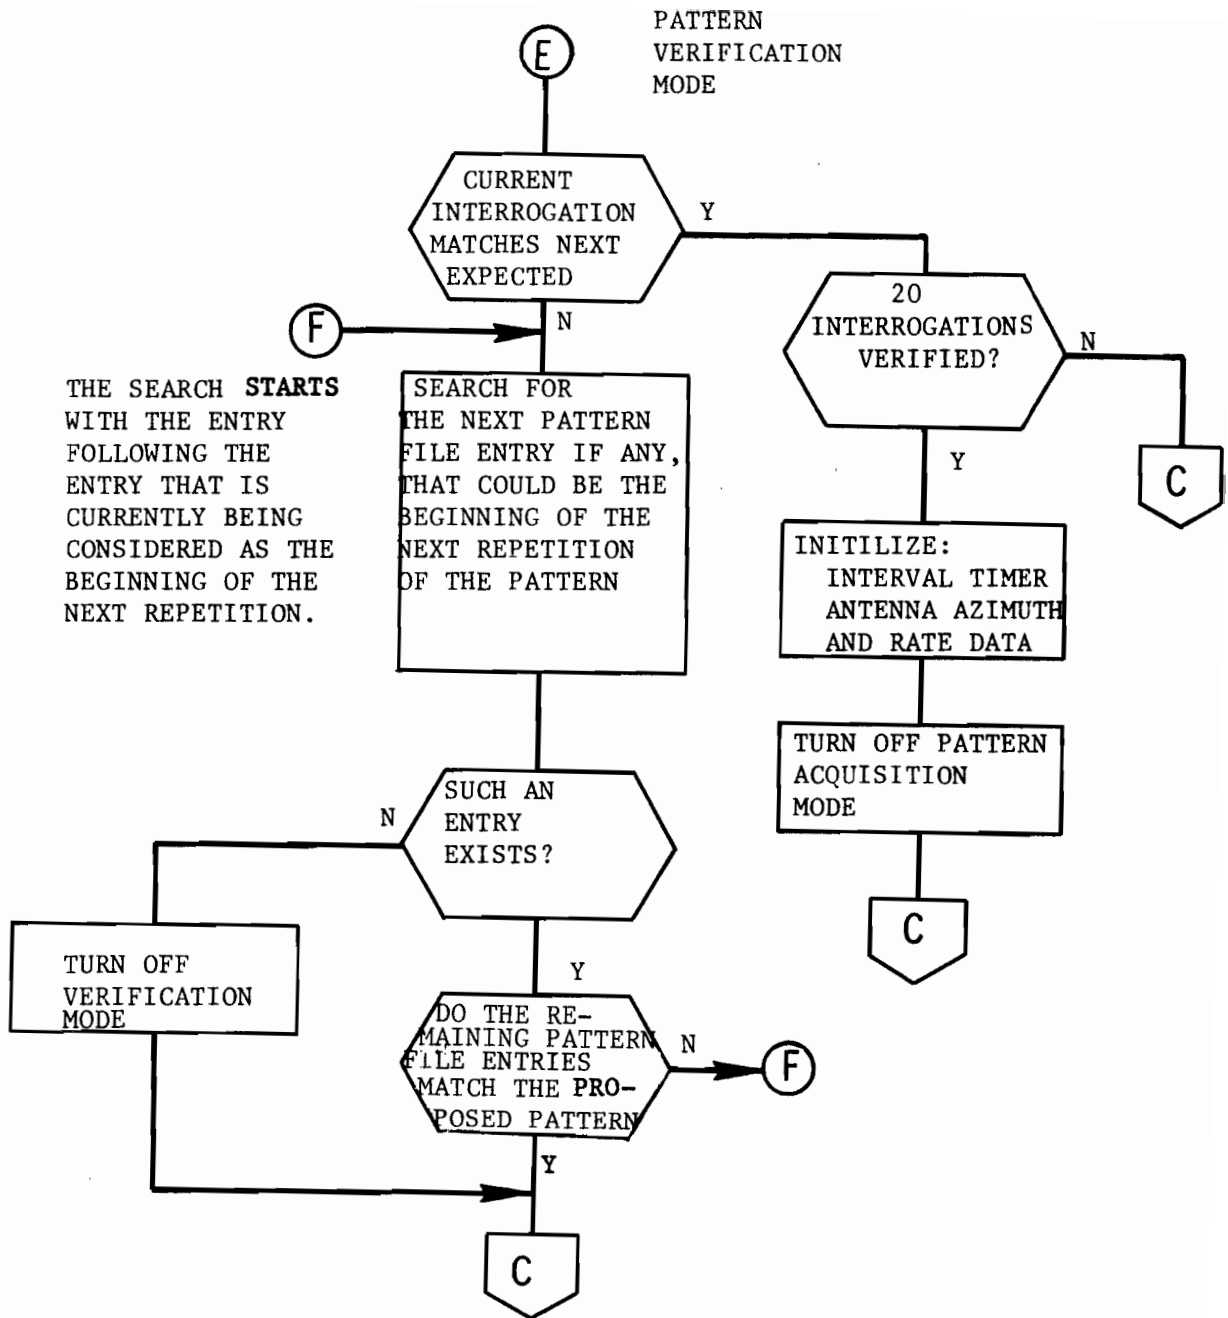 E
PATTERN
VERIFICATION
MODE
CURRENT
INTERROGATION
MATCHES NEXT
EXPECTED
Y
N
F
20
INTERROGATIONS
VERIFIED?
N
C
Y
THE SEARCH STARTS
WITH THE ENTRY
FOLLOWING THE
ENTRY THAT IS
CURRENTLY BEING
CONSIDERED AS THE
BEGINNING OF THE
NEXT REPETITION.
SEARCH FOR
THE NEXT PATTERN
FILE ENTRY IF ANY,
THAT COULD BE THE
BEGINNING OF THE
NEXT REPETITION
OF THE PATTERN
INITILIZE:
INTERVAL TIMER
ANTENNA AZIMUTH
AND RATE DATA
TURN OFF PATTERN
ACQUISITION
MODE
C
SUCH AN
ENTRY
EXISTS?
N
Y
TURN OFF
VERIFICATION
MODE
DO THE RE-
MAINING PATTERN
FILE ENTRIES
MATCH THE PRO-
POSED PATTERN
N
F
Y
C